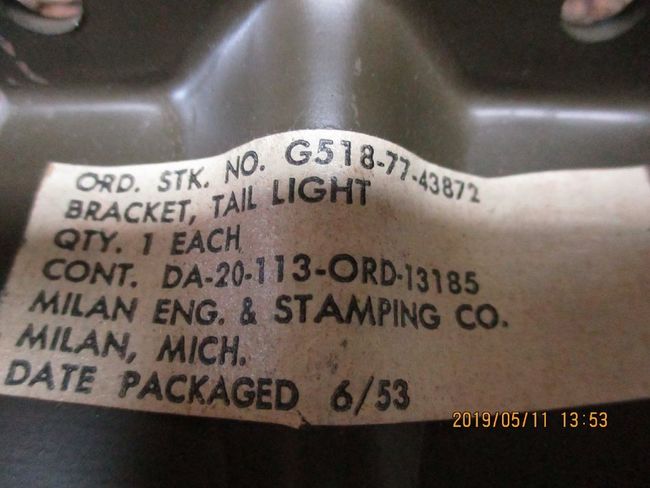 ORD. STK. NO. G518-77-43872
BRACKET, TAIL LIGHT
QTY. 1 EACH
CONT. DA-20-113-ORD-13185
MILAN ENG. & STAMPING CO.
MILAN, MICH.
DATE PACKAGED 6/53
2019/05/11 13:53